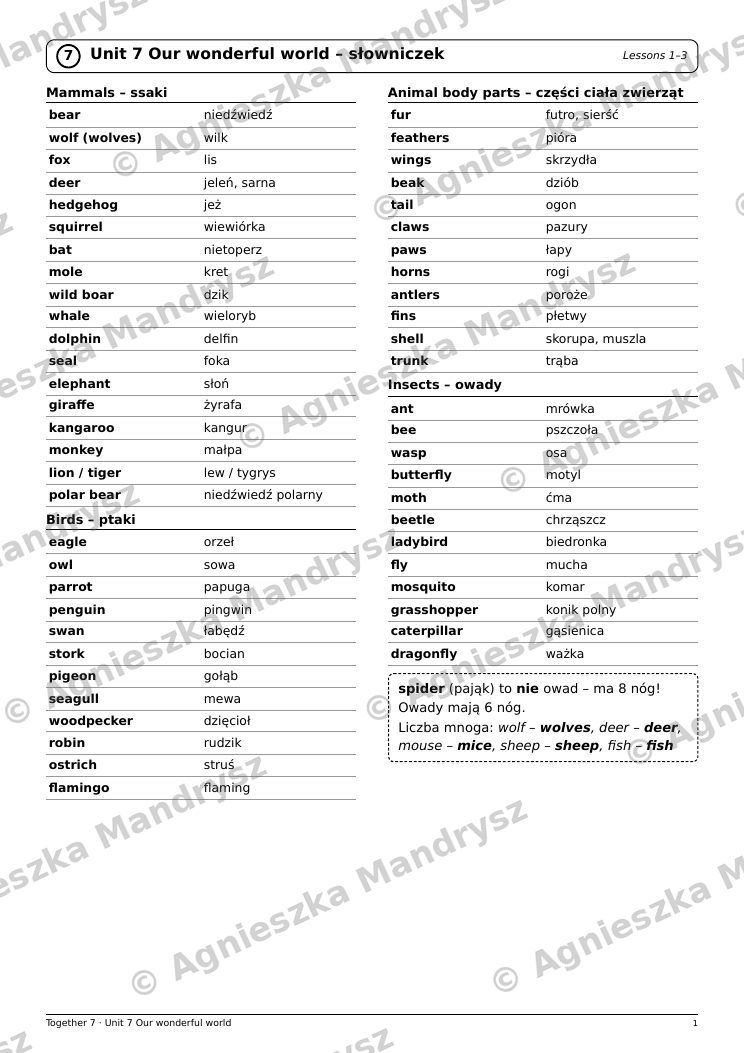 7 Unit 7 Our wonderful world – słowniczek Lessons 1–3
Mammals – ssaki
bear niedźwiedź
wolf (wolves) wilk
fox lis
deer jeleń, sarna
hedgehog jeż
squirrel wiewiórka
bat nietoperz
mole kret
wild boar dzik
whale wieloryb
dolphin delfin
seal foka
elephant słoń
giraffe żyrafa
kangaroo kangur
monkey małpa
lion / tiger lew / tygrys
polar bear niedźwiedź polarny
Birds – ptaki
eagle orzeł
owl sowa
parrot papuga
penguin pingwin
swan łabędź
stork bocian
pigeon gołąb
seagull mewa
woodpecker dzięcioł
robin rudzik
ostrich struś
flamingo flaming
Animal body parts – części ciała zwierząt
fur futro, sierść
feathers pióra
wings skrzydła
beak dziób
tail ogon
claws pazury
paws łapy
horns rogi
antlers poroże
fins płetwy
shell skorupa, muszla
trunk trąba
Insects – owady
ant mrówka
bee pszczoła
wasp osa
butterfly motyl
moth ćma
beetle chrząszcz
ladybird biedronka
fly mucha
mosquito komar
grasshopper konik polny
caterpillar gąsienica
dragonfly ważka
spider (pająk) to nie owad – ma 8 nóg!
Owady mają 6 nóg.
Liczba mnoga: wolf – wolves, deer – deer,
mouse – mice, sheep – sheep, fish – fish
Together 7 · Unit 7 Our wonderful world 1
© Agnieszka Mandrysz